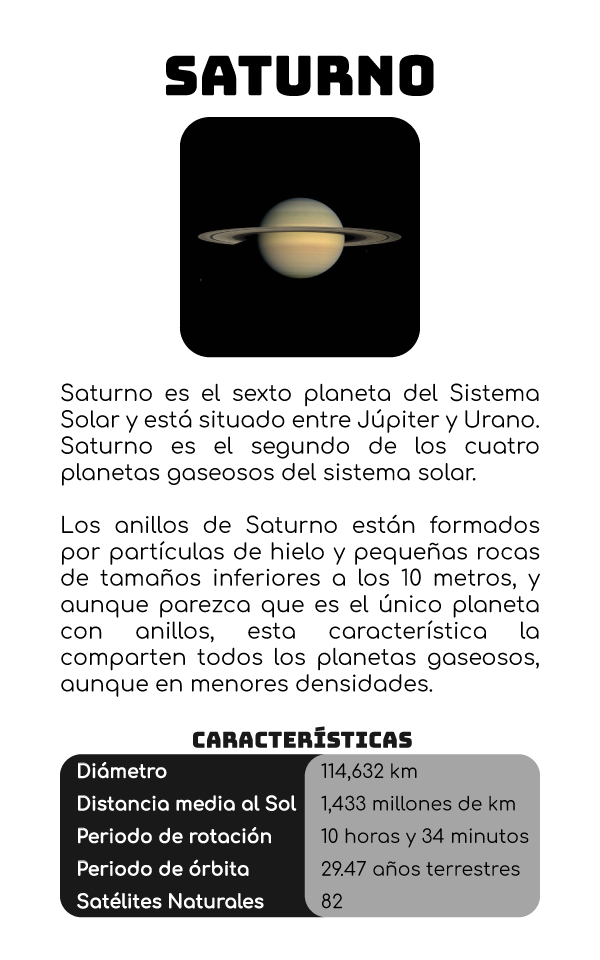 SATURNO
Saturno es el sexto planeta del Sistema
Solar y está situado entre Júpiter y Urano.
Saturno es el segundo de los cuatro
planetas gaseosos del sistema solar.
Los anillos de Saturno están formados
por partículas de hielo y pequeñas rocas
de tamaños inferiores a los 10 metros, y
aunque parezca que es el único planeta
con anillos, esta característica la
comparten todos los planetas gaseosos,
aunque en menores densidades.
CARACTERÍSTICAS
Diámetro 114,632 km
Distancia media al Sol 1,433 millones de km
Periodo de rotación 10 horas y 34 minutos
Periodo de órbita 29.47 años terrestres
Satélites Naturales 82